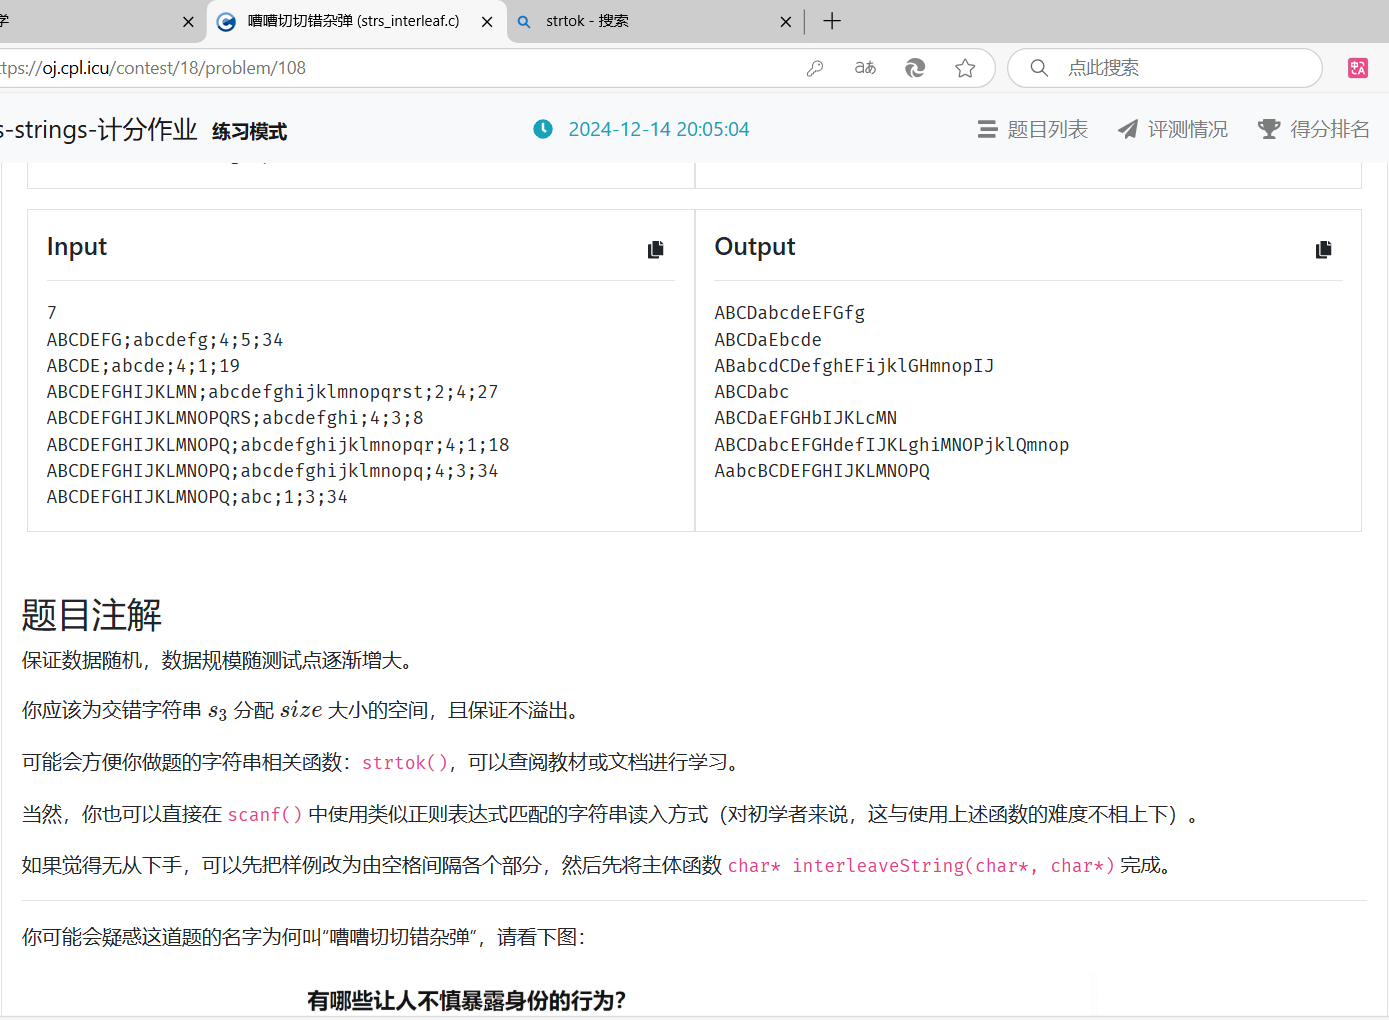 学
嘈嘈切切错杂弹 (strs_interleaf.c)
strtok - 搜索
ttps://oj.cpl.icu/contest/18/problem/108
aあ
点此搜索
s-strings-计分作业 练习模式
2024-12-14 20:05:04
题目列表
评测情况
得分排名
Input
7
ABCDEFG;abcdefg;4;5;34
ABCDE;abcde;4;1;19
ABCDEFGHIJKLMN;abcdefghijklmnopqrst;2;4;27
ABCDEFGHIJKLMNOPQRS;abcdefghi;4;3;8
ABCDEFGHIJKLMNOPQ;abcdefghijklmnopqr;4;1;18
ABCDEFGHIJKLMNOPQ;abcdefghijklmnopq;4;3;34
ABCDEFGHIJKLMNOPQ;abc;1;3;34
Output
ABCDabcdeEFGfg
ABCDaEbcde
ABabcdCDefghEFijklGHmnopIJ
ABCDabc
ABCDaEFGHbIJKLcMN
ABCDabcEFGHdefIJKLghiMNOPjklQmnop
AabcBCDEFGHIJKLMNOPQ
题目注解
保证数据随机，数据规模随测试点逐渐增大。
你应该为交错字符串 s₃ 分配 size 大小的空间，且保证不溢出。
可能会方便你做题的字符串相关函数：strtok()，可以查阅教材或文档进行学习。
当然，你也可以直接在 scanf() 中使用类似正则表达式匹配的字符串读入方式（对初学者来说，这与使用上述函数的难度不相上下）。
如果觉得无从下手，可以先把样例改为由空格间隔各个部分，然后先将主体函数 char* interleaveString(char*, char*) 完成。
你可能会疑惑这道题的名字为何叫“嘈嘈切切错杂弹”，请看下图：
有哪些让人不慎暴露身份的行为？